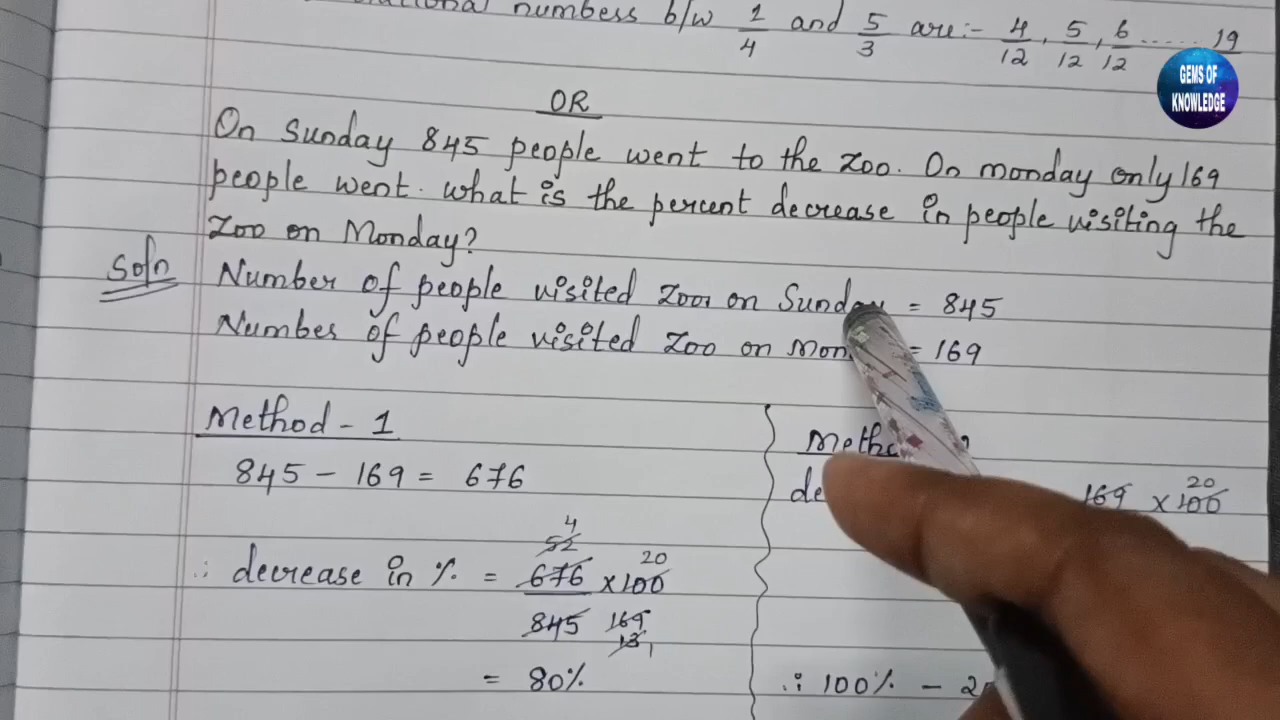 numbers b/w 1/4 and 5/3 are:- 4/12, 5/12, 6/12 ..... 19
GEMS OF
KNOWLEDGE
OR
On Sunday 845 people went to the Zoo. On monday only 169
people went. what is the percent decrease in people visiting the
Zoo on Monday?
Soln
Number of people visited Zoo on Sunday = 845
Number of people visited Zoo on Mon = 169
Method - 1
845 - 169 = 676
4
52
20
∴ decrease in % = 676 × 100
845 169
13 1
= 80%
169 × 100
20
∴ 100% -